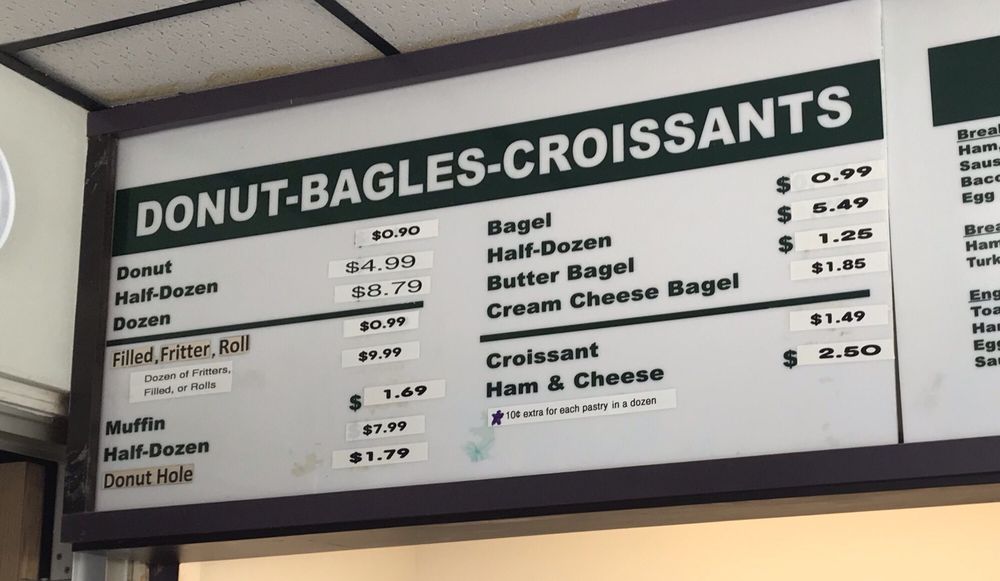 DONUT-BAGLES-CROISSANTS
Donut $0.90
Half-Dozen $4.99
Dozen $8.79
Filled,Fritter, Roll $0.99
Dozen of Fritters, $9.99
Filled, or Rolls
Muffin $ 1.69
Half-Dozen $7.99
Donut Hole $1.79
Bagel $ 0.99
Half-Dozen $ 5.49
Butter Bagel $ 1.25
Cream Cheese Bagel $1.85
Croissant $1.49
Ham & Cheese $ 2.50
10¢ extra for each pastry in a dozen
Ham,
Egg
Ham